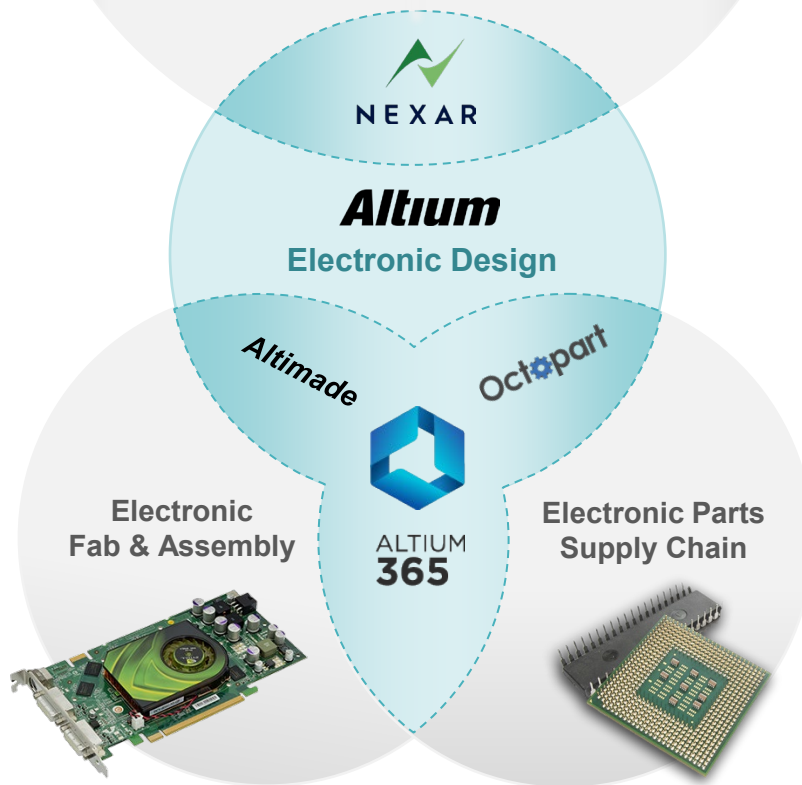 NEXAR
Altium
Electronic Design
Altimade
Octopart
Electronic
Fab & Assembly
ALTIUM
365
Electronic Parts
Supply Chain